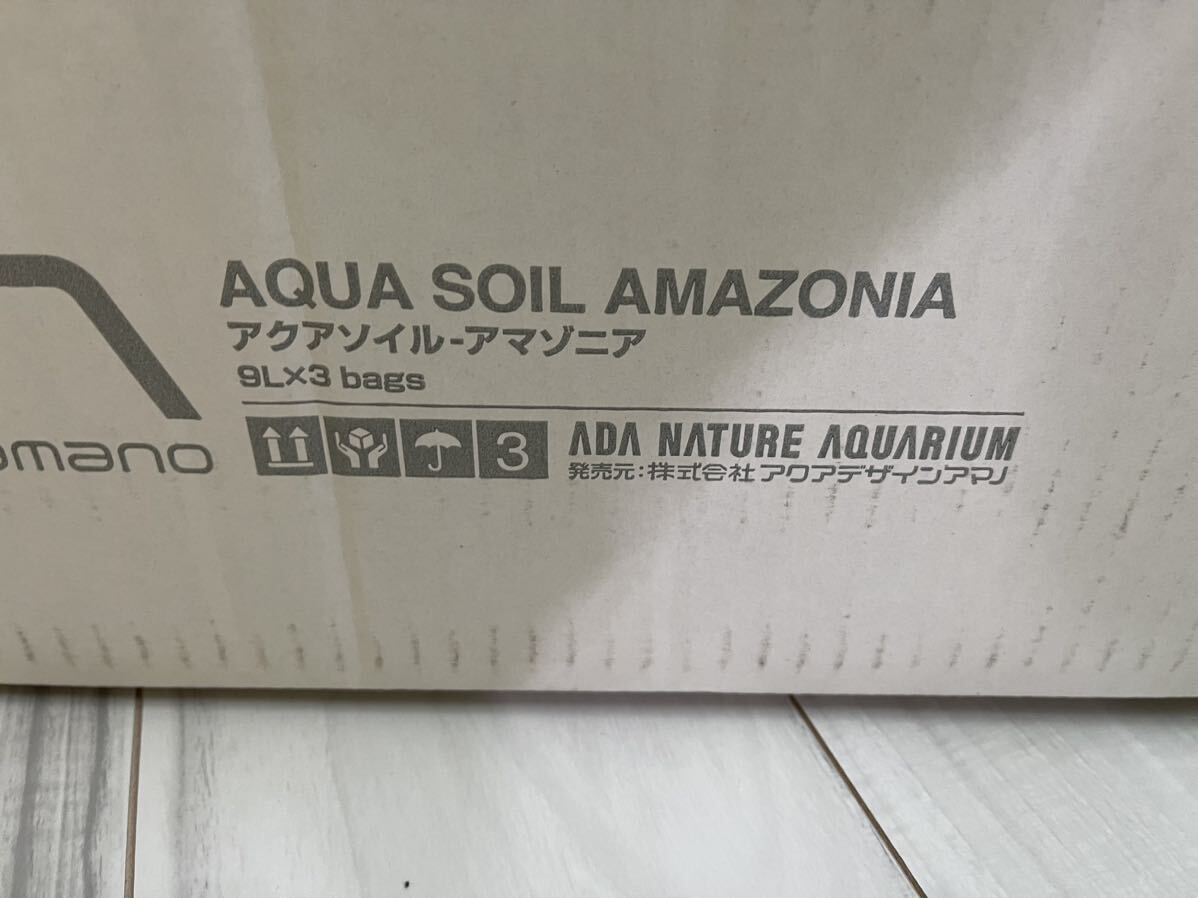 AQUA SOIL AMAZONIA
アクアソイル-アマゾニア
9L×3 bags
amano
3
ADA NATURE AQUARIUM
発売元:株式会社アクアデザインアマノ